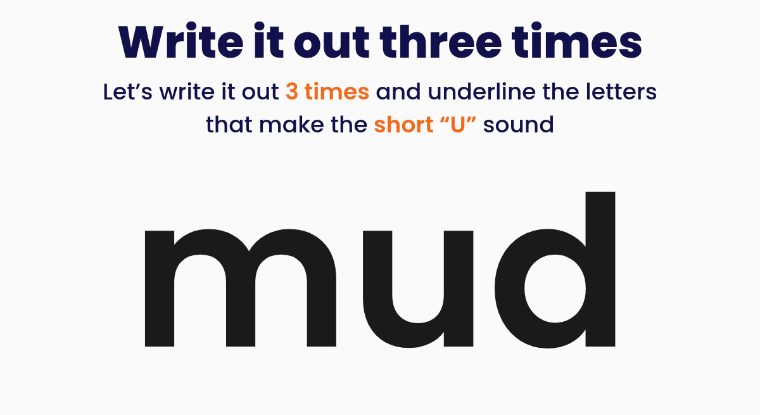 Write it out three times
Let’s write it out 3 times and underline the letters
that make the short “U” sound
mud